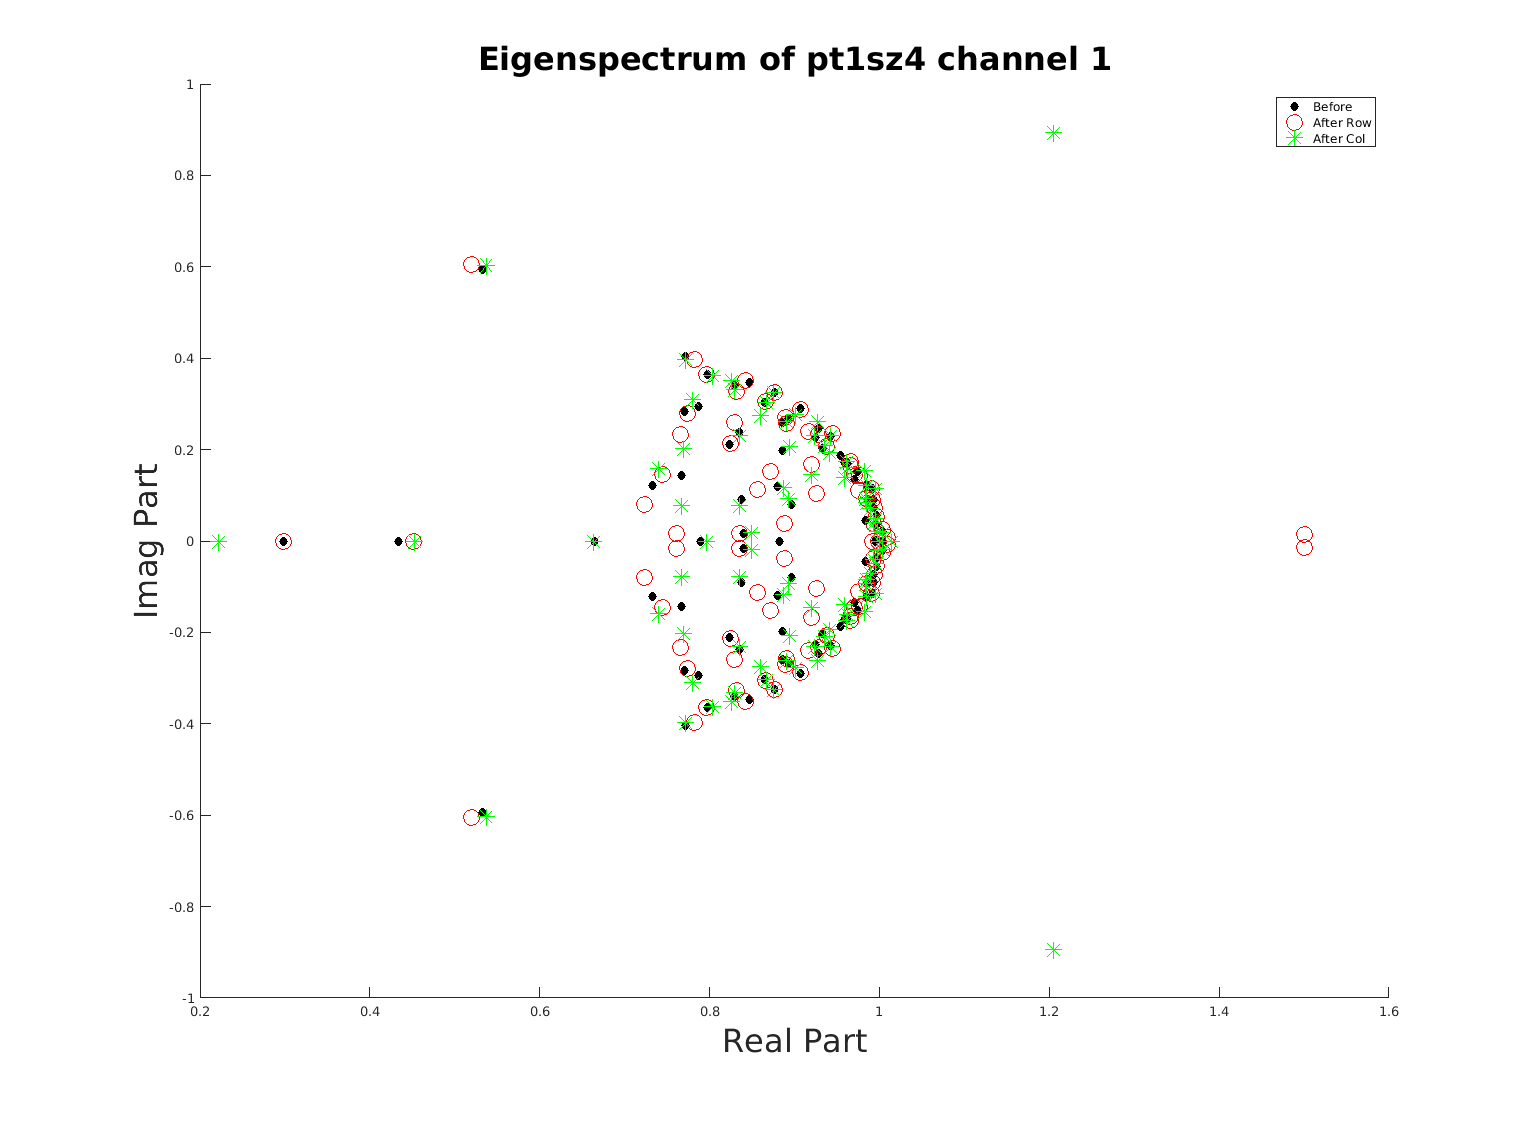 Eigenspectrum of pt1sz4 channel 1
Before
After Row
After Col
1
0.8
0.6
0.4
0.2
0
-0.2
-0.4
-0.6
-0.8
-1
Imag Part
0.2 0.4 0.6 0.8 1 1.2 1.4 1.6
Real Part